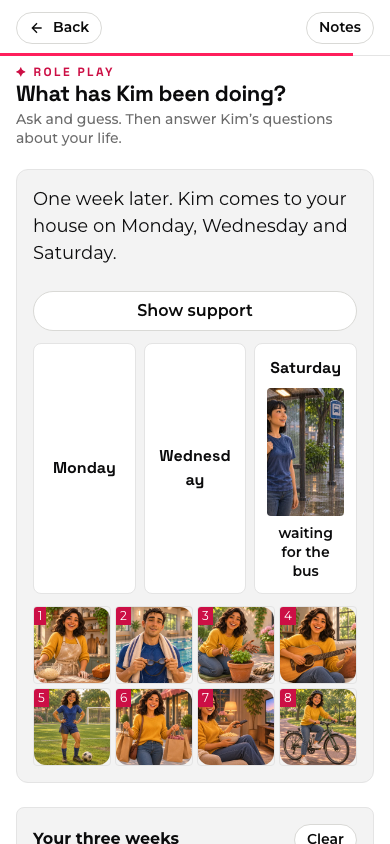 ← Back
Notes
✦ ROLE PLAY
What has Kim been doing?
Ask and guess. Then answer Kim's questions
about your life.
One week later. Kim comes to your
house on Monday, Wednesday and
Saturday.
Show support
Monday
Wednesd
ay
Saturday
waiting
for the
bus
1
2
3
4
5
6
7
8
Your three weeks
Clear